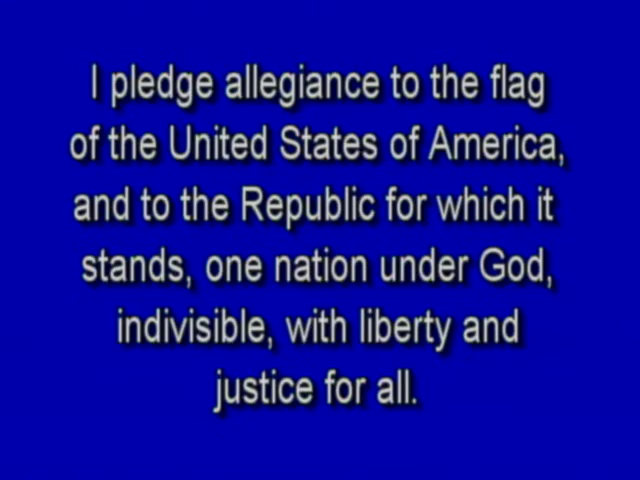 I pledge allegiance to the flag
of the United States of America,
and to the Republic for which it
stands, one nation under God,
indivisible, with liberty and
justice for all.